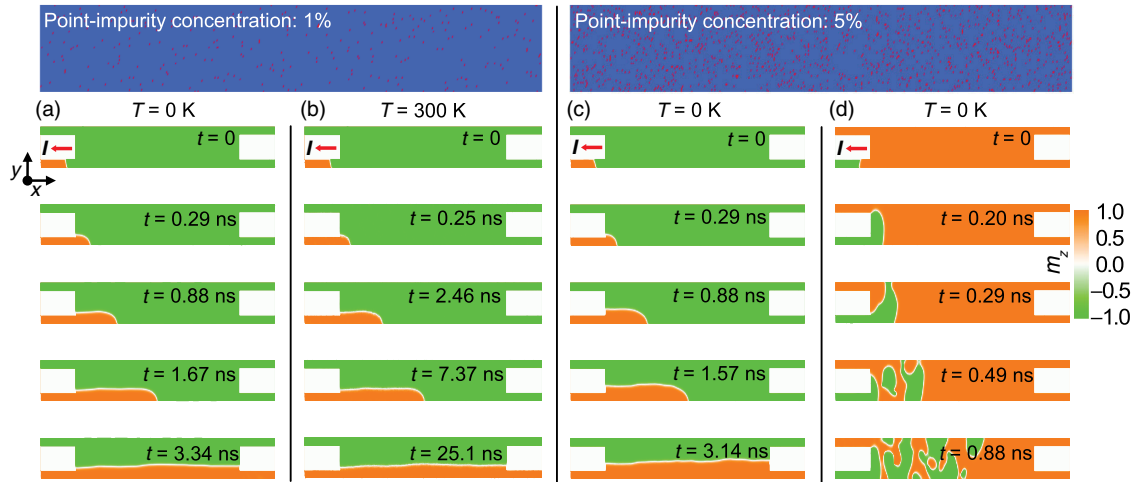 Point-impurity concentration: 1%
Point-impurity concentration: 5%
(a) T = 0 K
(b) T = 300 K
(c) T = 0 K
(d) T = 0 K
I t = 0
I t = 0
I t = 0
I t = 0
y
x
t = 0.29 ns
t = 0.25 ns
t = 0.29 ns
t = 0.20 ns
1.0
0.5
0.0
−0.5
−1.0
mz
t = 0.88 ns
t = 2.46 ns
t = 0.88 ns
t = 0.29 ns
t = 1.67 ns
t = 7.37 ns
t = 1.57 ns
t = 0.49 ns
t = 3.34 ns
t = 25.1 ns
t = 3.14 ns
t = 0.88 ns